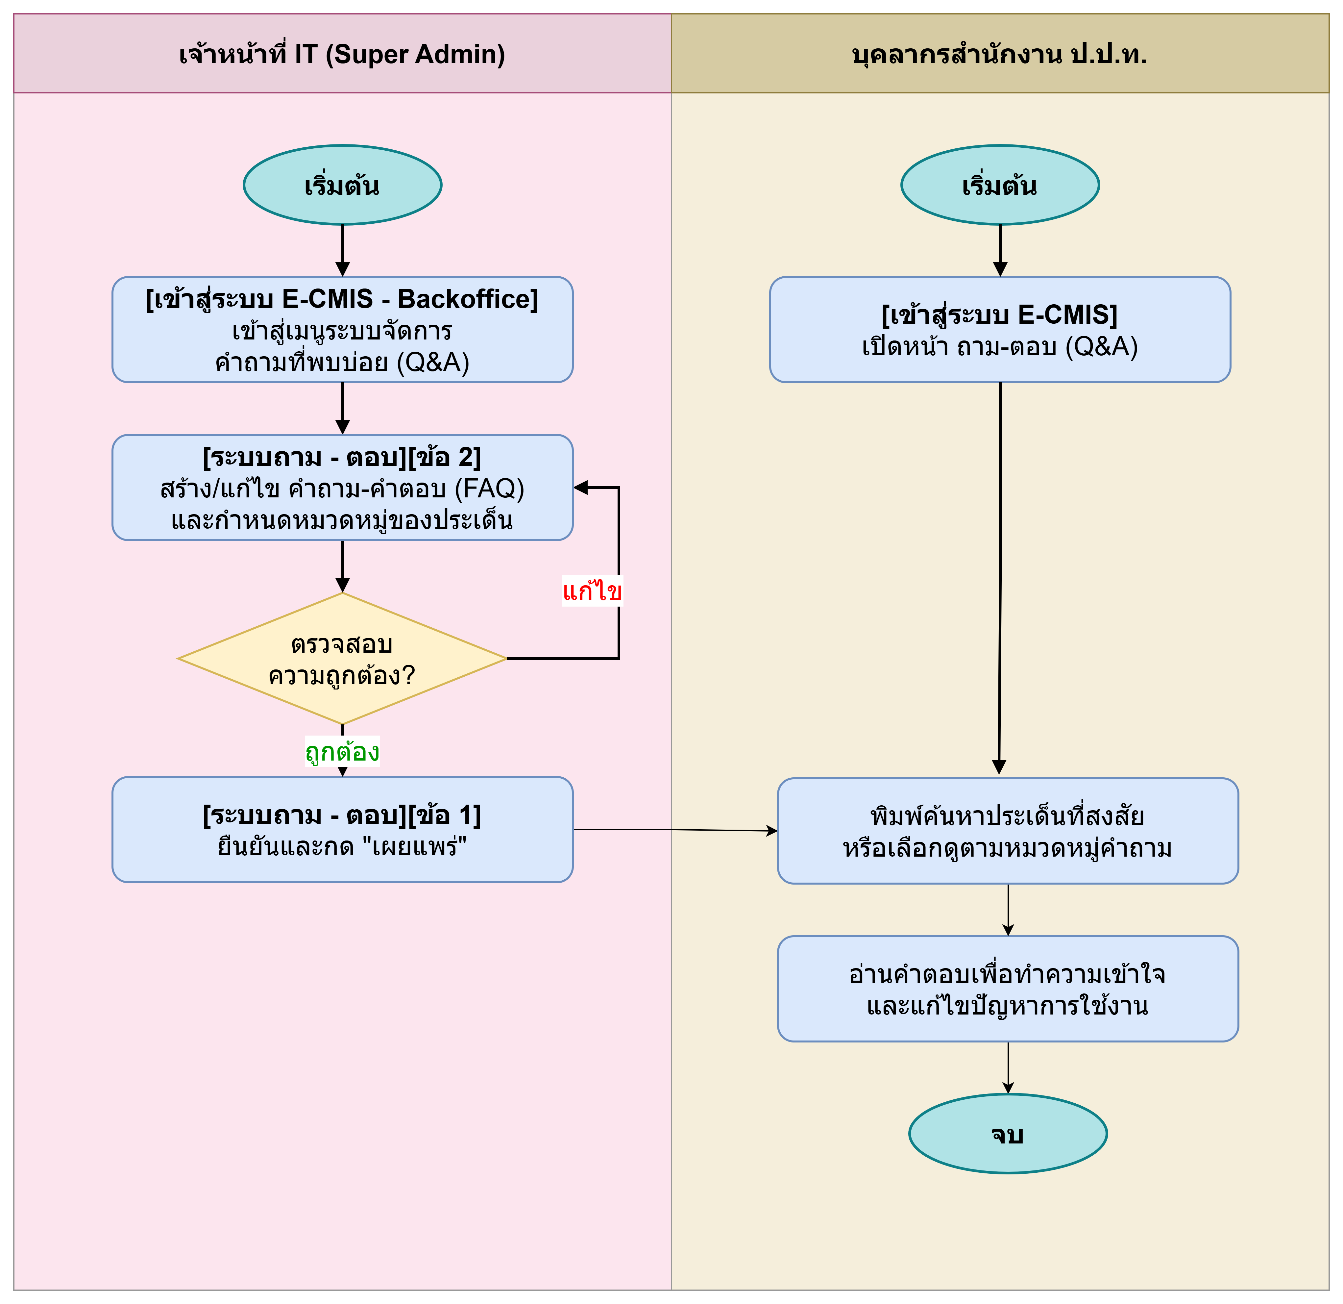 เจ้าหน้าที่ IT (Super Admin)
บุคลากรสำนักงาน ป.ป.ท.
เริ่มต้น
[เข้าสู่ระบบ E-CMIS - Backoffice]
เข้าสู่เมนูระบบจัดการ
คำถามที่พบบ่อย (Q&A)
[ระบบถาม - ตอบ][ข้อ 2]
สร้าง/แก้ไข คำถาม-คำตอบ (FAQ)
และกำหนดหมวดหมู่ของประเด็น
แก้ไข
ตรวจสอบ
ความถูกต้อง?
ถูกต้อง
[ระบบถาม - ตอบ][ข้อ 1]
ยืนยันและกด "เผยแพร่"
เริ่มต้น
[เข้าสู่ระบบ E-CMIS]
เปิดหน้า ถาม-ตอบ (Q&A)
พิมพ์ค้นหาประเด็นที่สงสัย
หรือเลือกดูตามหมวดหมู่คำถาม
อ่านคำตอบเพื่อทำความเข้าใจ
และแก้ไขปัญหาการใช้งาน
จบ